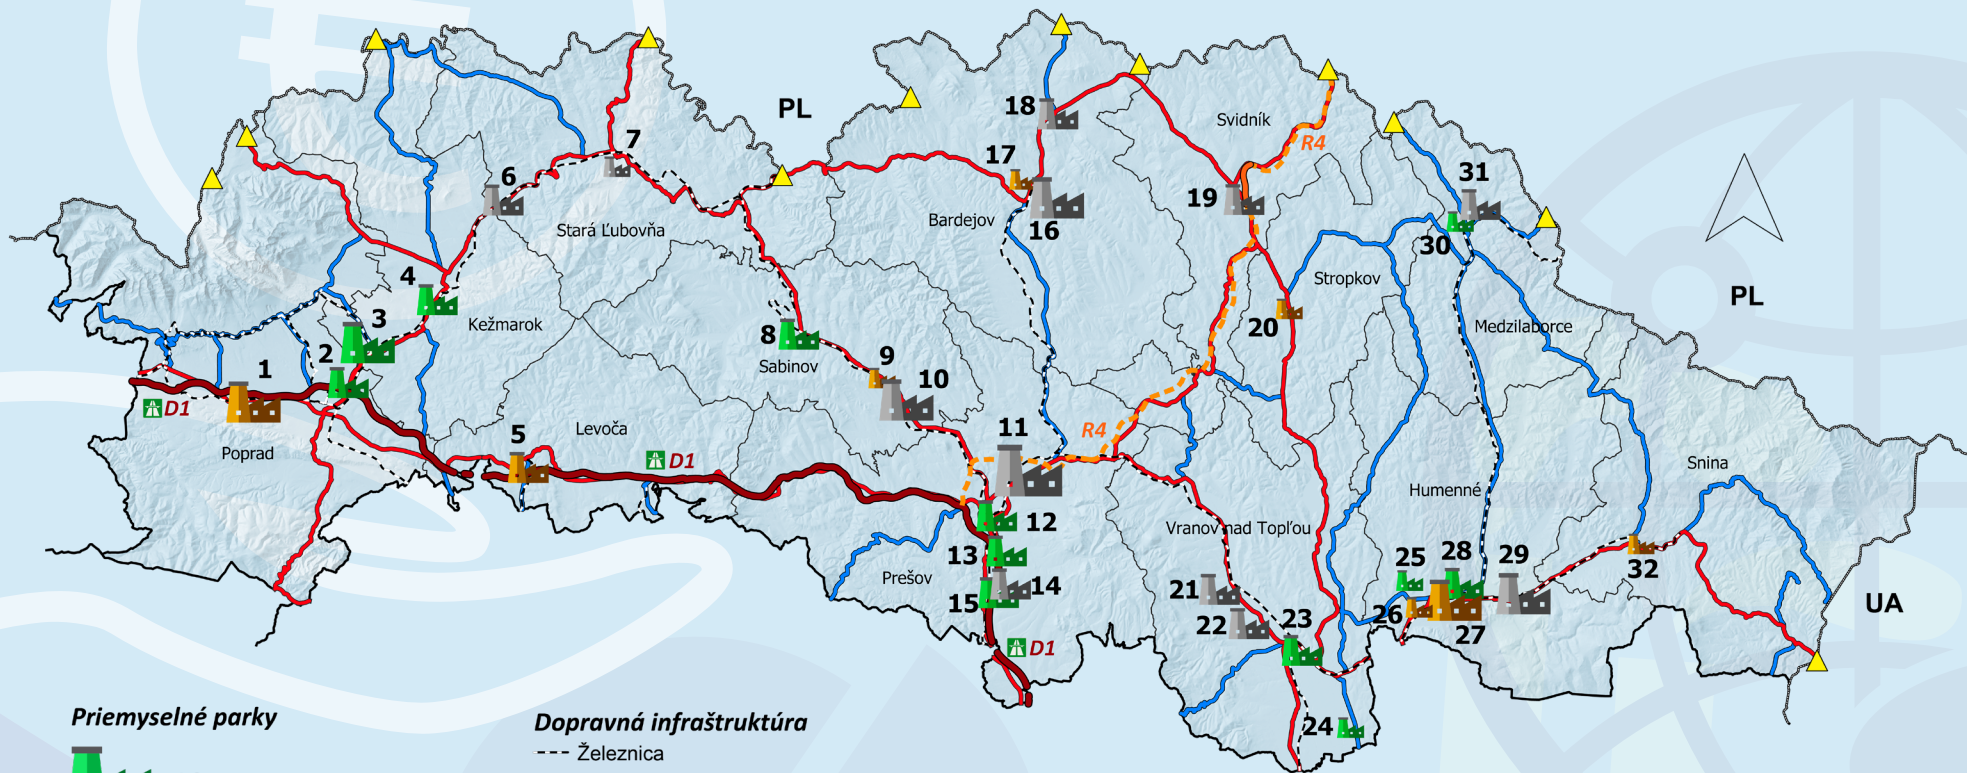 PL
18
Svidník
R4
17
7
31
6
19
Bardejov
Stará Ľubovňa
16
30
4
Stropkov
PL
3
Kežmarok
20
Medzilaborce
8
2
9
Sabinov
1
10
D1
5
Levoča
11
R4
Poprad
D1
Snina
Humenné
12
Vranov nad Topľou
13
25
28
29
32
Prešov
14
21
15
UA
26
22
23
27
D1
24
Priemyselné parky
Dopravná infraštruktúra
Železnica